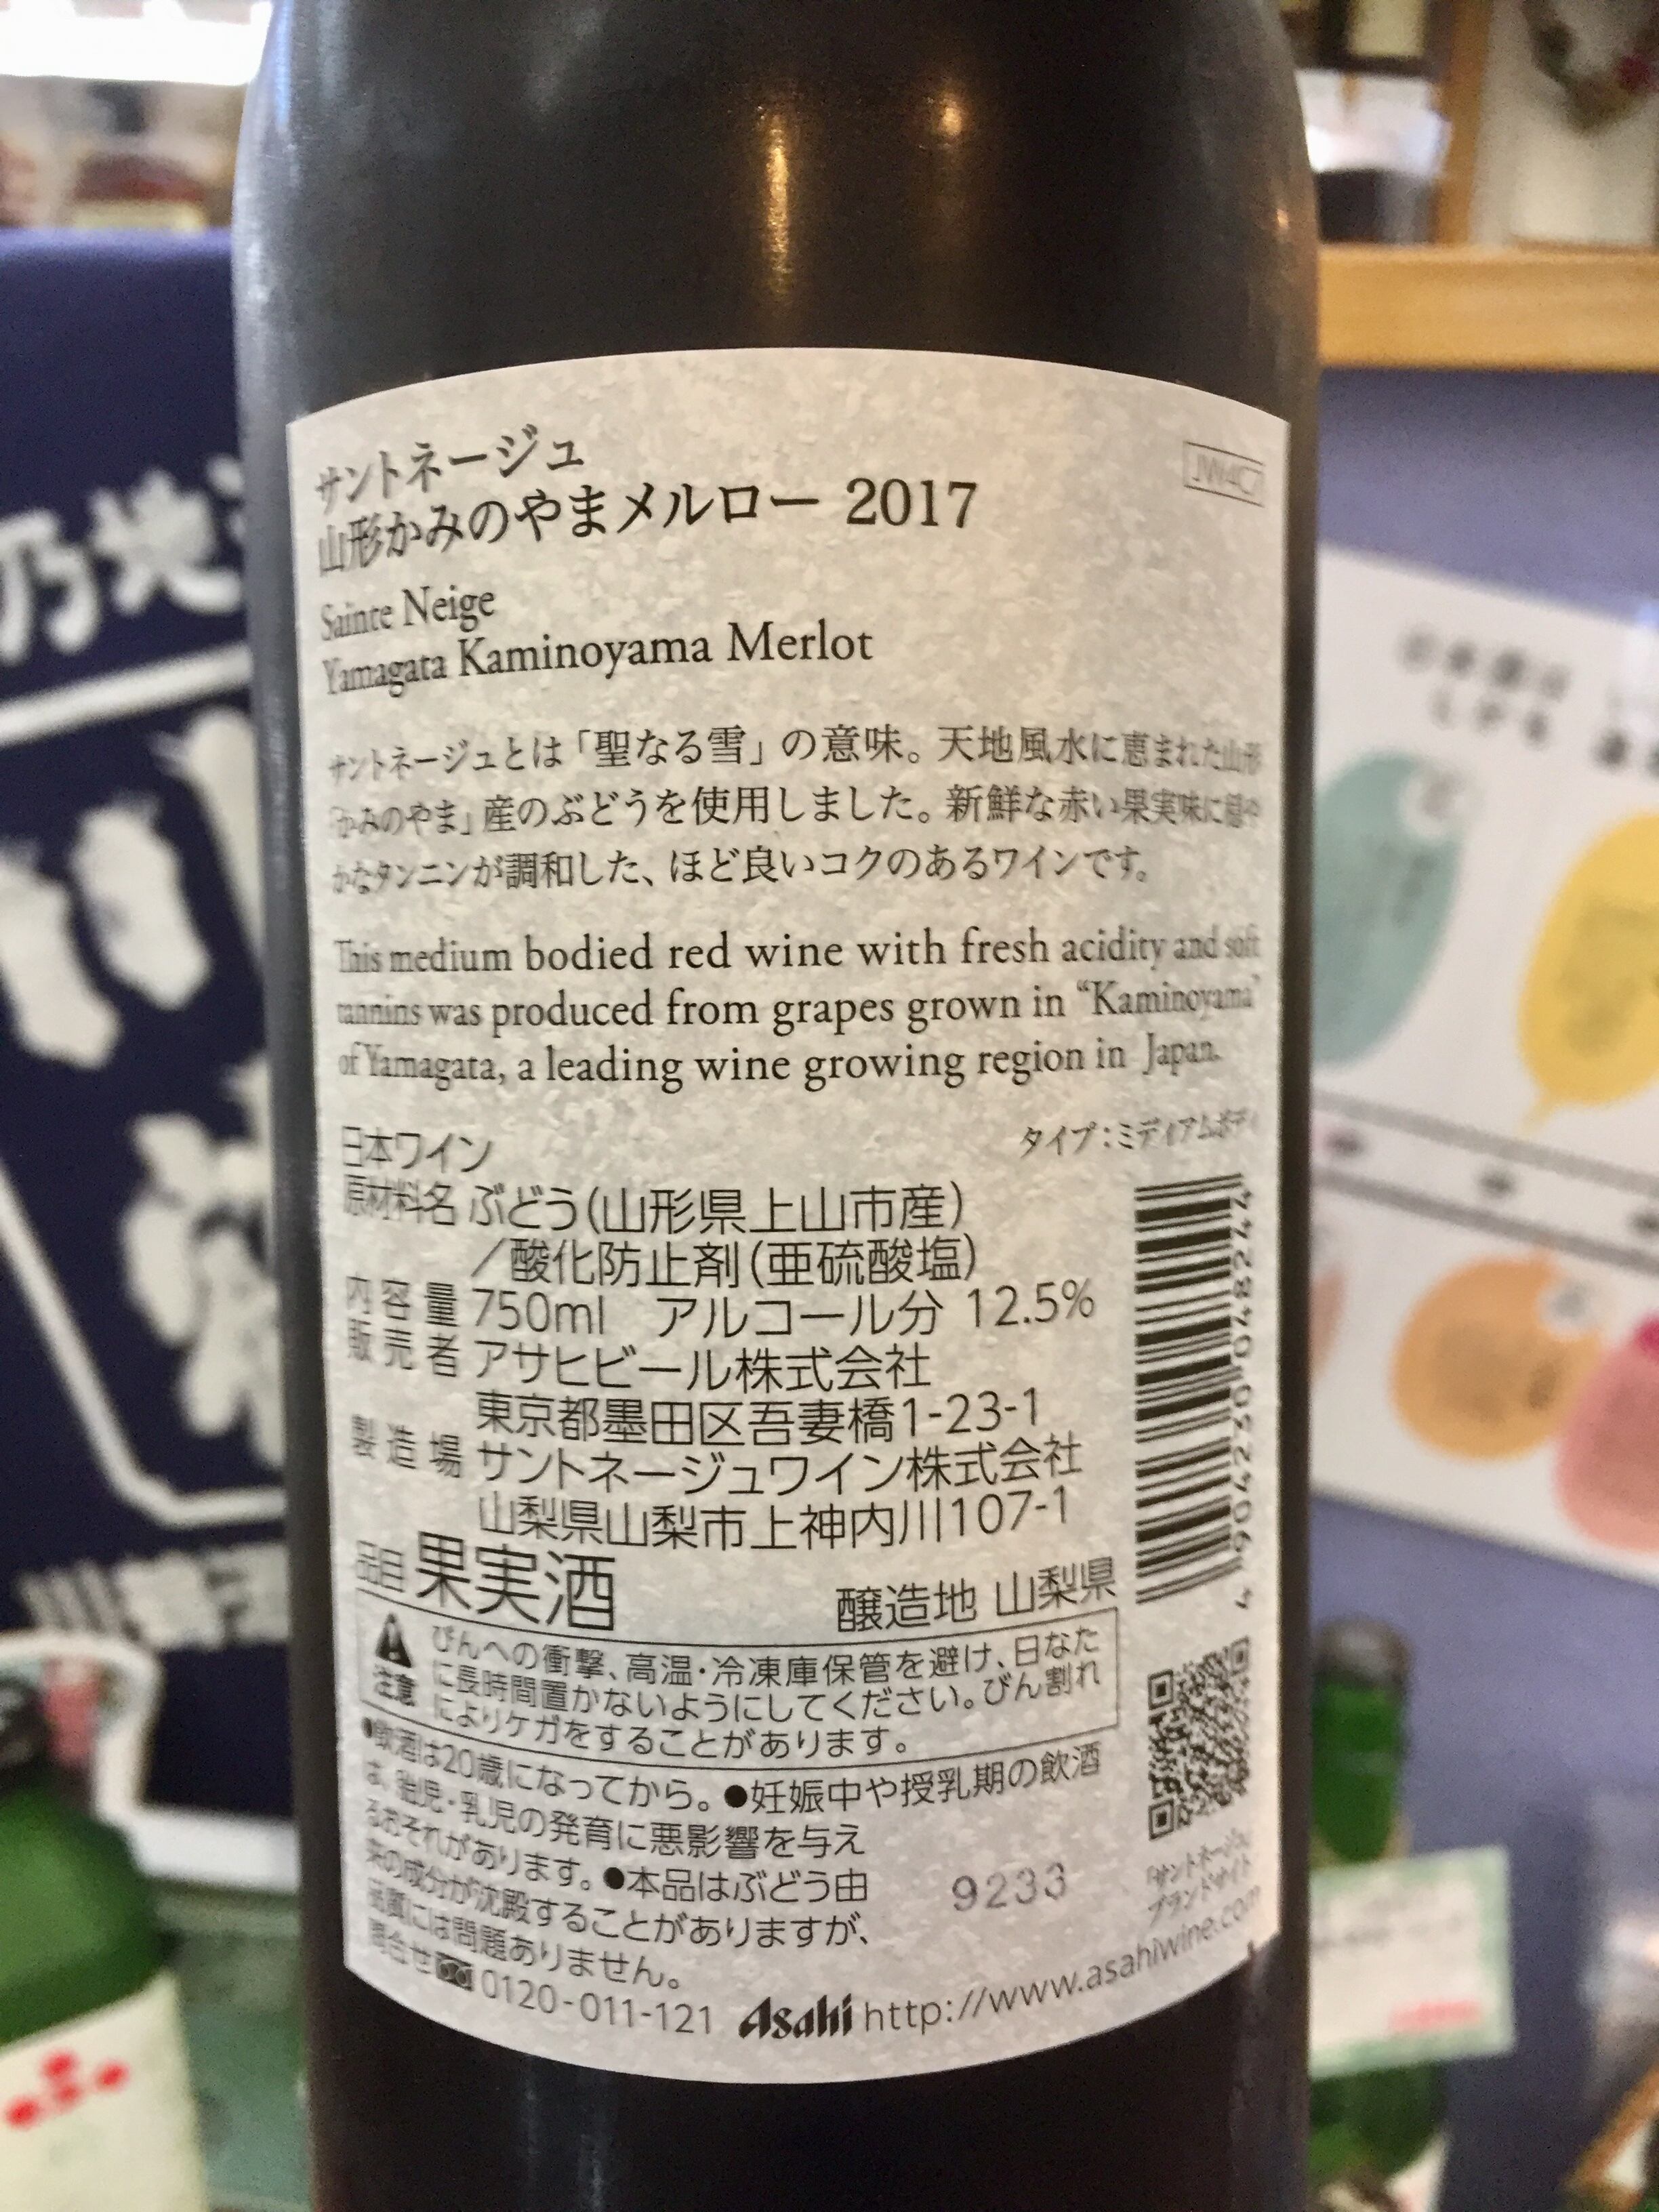 サントネージュ
山形かみのやまメルロー 2017
JW4C
Sainte Neige
Yamagata Kaminoyama Merlot
サントネージュとは「聖なる雪」の意味。天地風水に恵まれた山形
「かみのやま」産のぶどうを使用しました。新鮮な赤い果実味に穏や
かなタンニンが調和した、ほど良いコクのあるワインです。
This medium bodied red wine with fresh acidity and soft
tannins was produced from grapes grown in “Kaminoyama”
of Yamagata, a leading wine growing region in Japan.
タイプ：ミディアムボディ
日本ワイン
原材料名 ぶどう(山形県上山市産)
／酸化防止剤(亜硫酸塩)
内容量 750ml アルコール分 12.5%
販売者 アサヒビール株式会社
東京都墨田区吾妻橋1-23-1
製造場 サントネージュワイン株式会社
山梨県山梨市上神内川107-1
品目 果実酒
醸造地 山梨県
注意
びんへの衝撃、高温・冷凍庫保管を避け、日なた
に長時間置かないようにしてください。びん割れ
によりケガをすることがあります。
●飲酒は20歳になってから。●妊娠中や授乳期の飲酒
は、胎児・乳児の発育に悪影響を与え
るおそれがあります。●本品はぶどう由
来の成分が沈殿することがありますが、
品質には問題ありません。
9233
「サントネージュ」
ブランドサイト
問合せ 0120-011-121 Asahi http://www.asahiwine.com